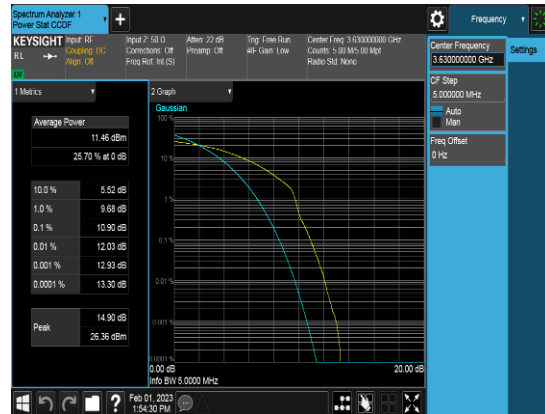 Spectrum Analyzer 1
Power Stat CCDF
Frequency
KEYSIGHT
Input: RF
Coupling: DC
Align: Off
Input Z: 50 Ω
Corrections: Off
Freq Ref: Int (S)
Atten: 22 dB
Preamp: Off
Trig: Free Run
#IF Gain: Low
Center Freq: 3.630000000 GHz
Counts: 5.00 M/5.00 Mpt
Radio Std: None
RL
Center Frequency
3.630000000 GHz
Settings
CF Step
5.000000 MHz
Auto
Man
Freq Offset
0 Hz
1 Metrics
Average Power
11.46 dBm
25.70 % at 0 dB
10.0 % 5.52 dB
1.0 % 9.68 dB
0.1 % 10.90 dB
0.01 % 12.03 dB
0.001 % 12.93 dB
0.0001 % 13.30 dB
Peak
14.90 dB
26.36 dBm
2 Graph
Gaussian
100 %
10 %
1 %
0.1 %
0.01 %
0.001 %
0.0001 %
0.00 dB 20.00 dB
Info BW 5.0000 MHz
?
Feb 01, 2023
1:54:30 PM